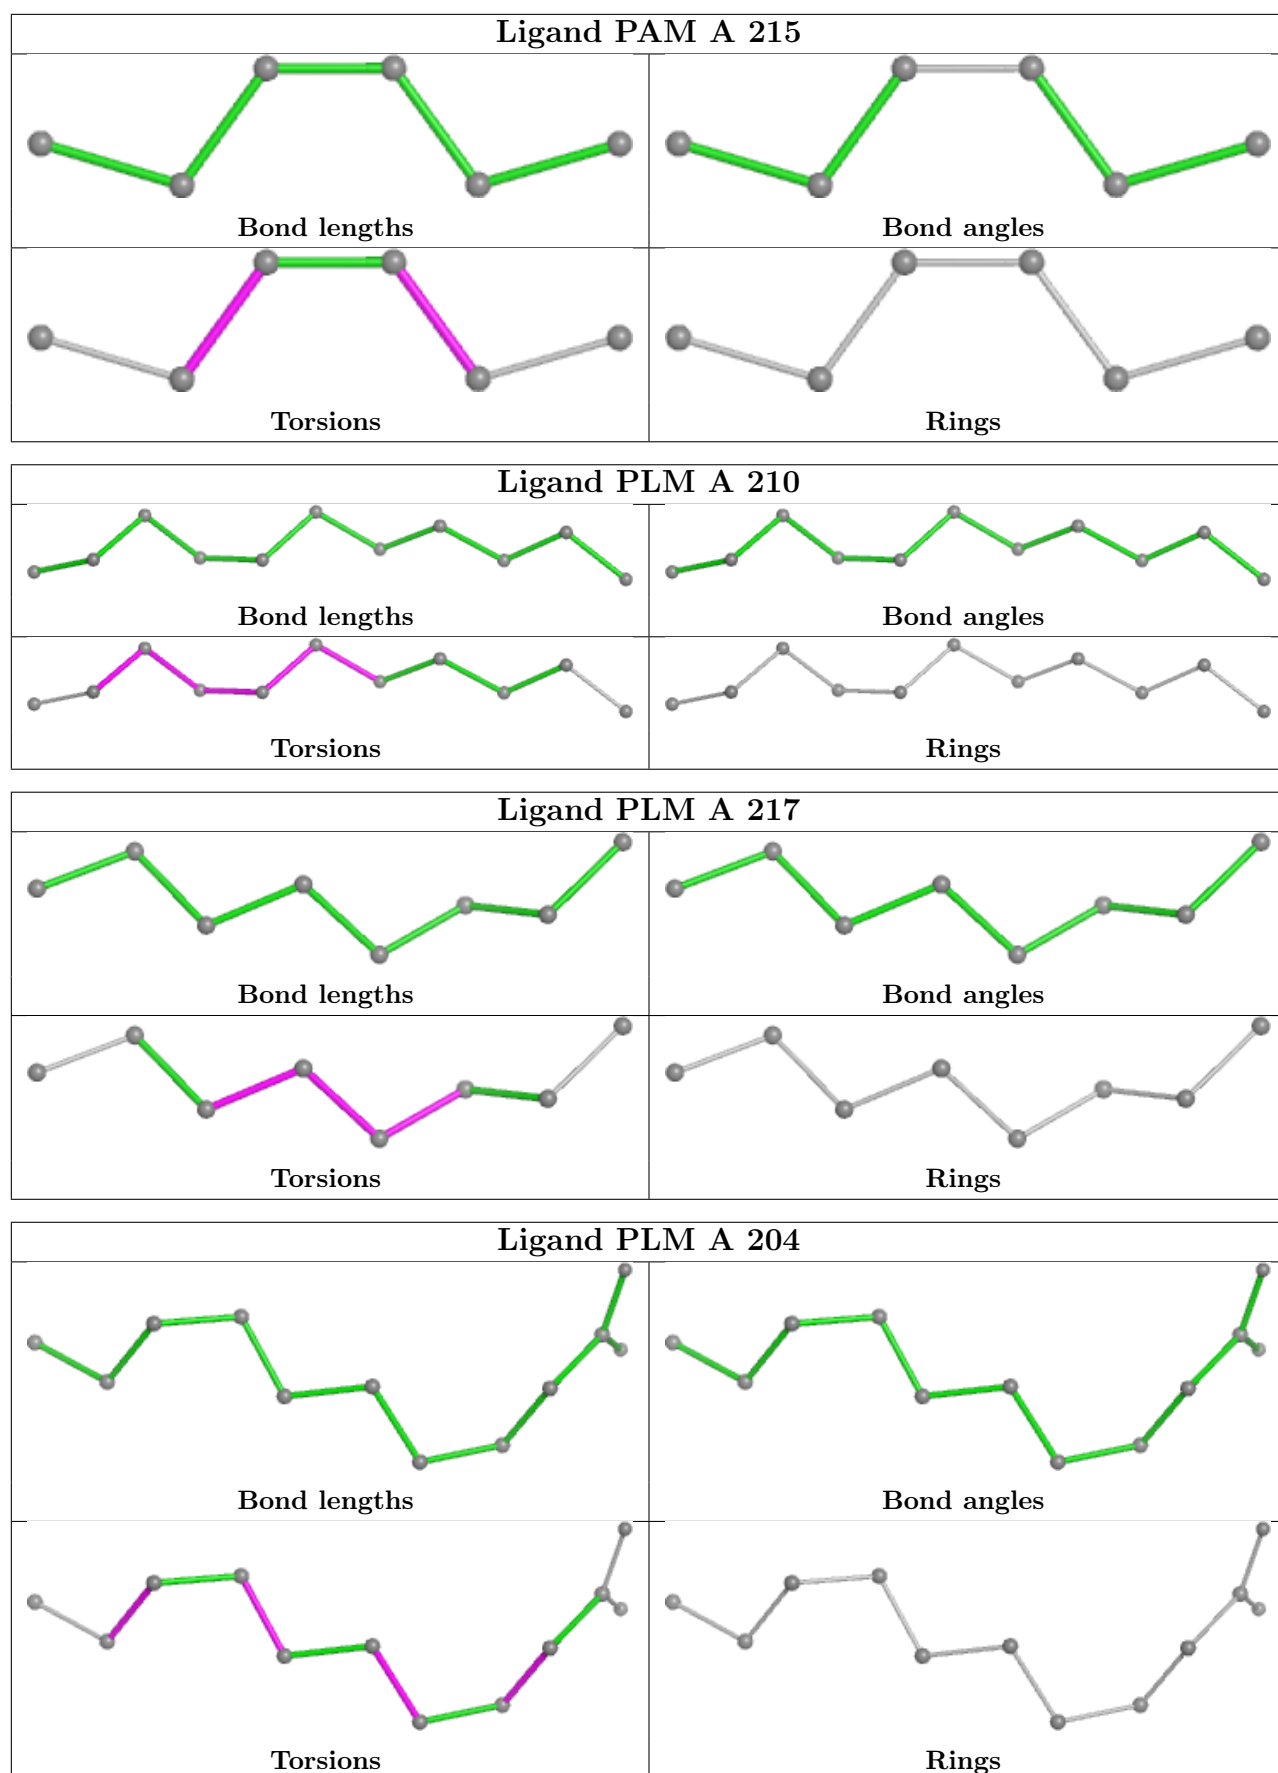 Ligand PAM A 215
Bond lengths
Bond angles
Torsions
Rings
Ligand PLM A 210
Bond lengths
Bond angles
Torsions
Rings
Ligand PLM A 217
Bond lengths
Bond angles
Torsions
Rings
Ligand PLM A 204
Bond lengths
Bond angles
Torsions
Rings